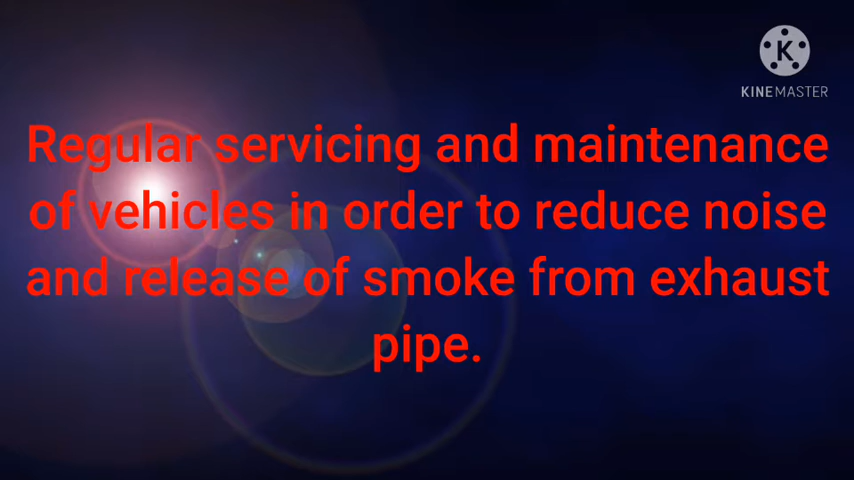 K
KINEMASTER
Regular servicing and maintenance
of vehicles in order to reduce noise
and release of smoke from exhaust
pipe.